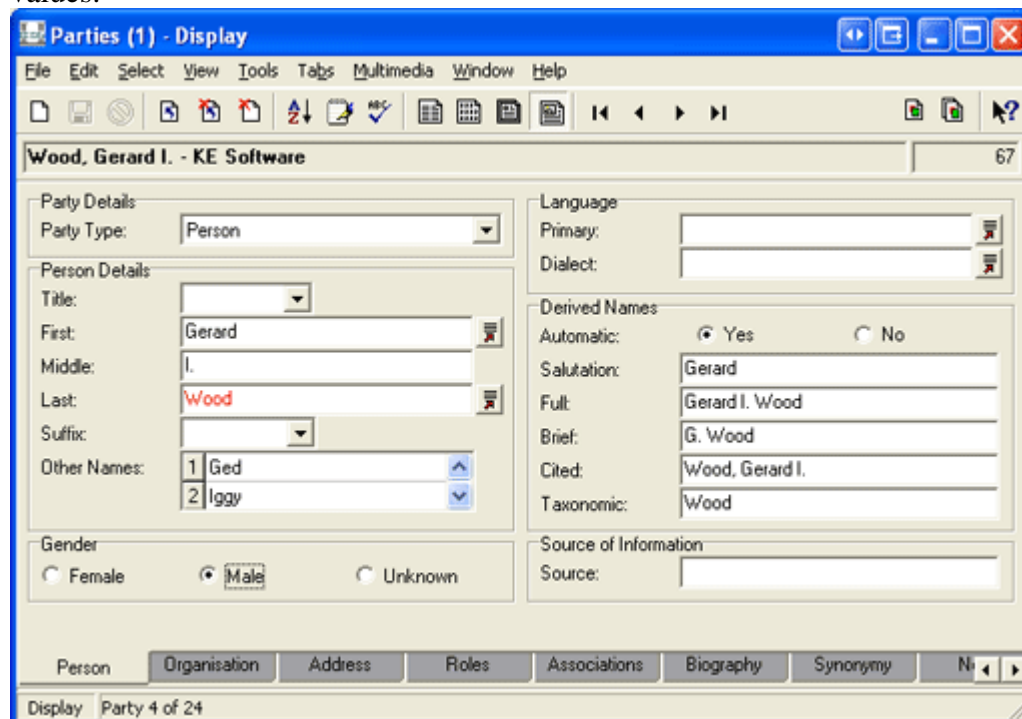 values.
Parties (1) - Display
File Edit Select View Tools Tabs Multimedia Window Help
Wood, Gerard I. - KE Software 67
Party Details
Party Type: Person
Person Details
Title:
First: Gerard
Middle: I.
Last: Wood
Suffix:
Other Names: 1 Ged
2 Iggy
Gender
Female Male Unknown
Language
Primary:
Dialect:
Derived Names
Automatic: Yes No
Salutation: Gerard
Full: Gerard I. Wood
Brief: G. Wood
Cited: Wood, Gerard I.
Taxonomic: Wood
Source of Information
Source:
Person Organisation Address Roles Associations Biography Synonymy
Display Party 4 of 24